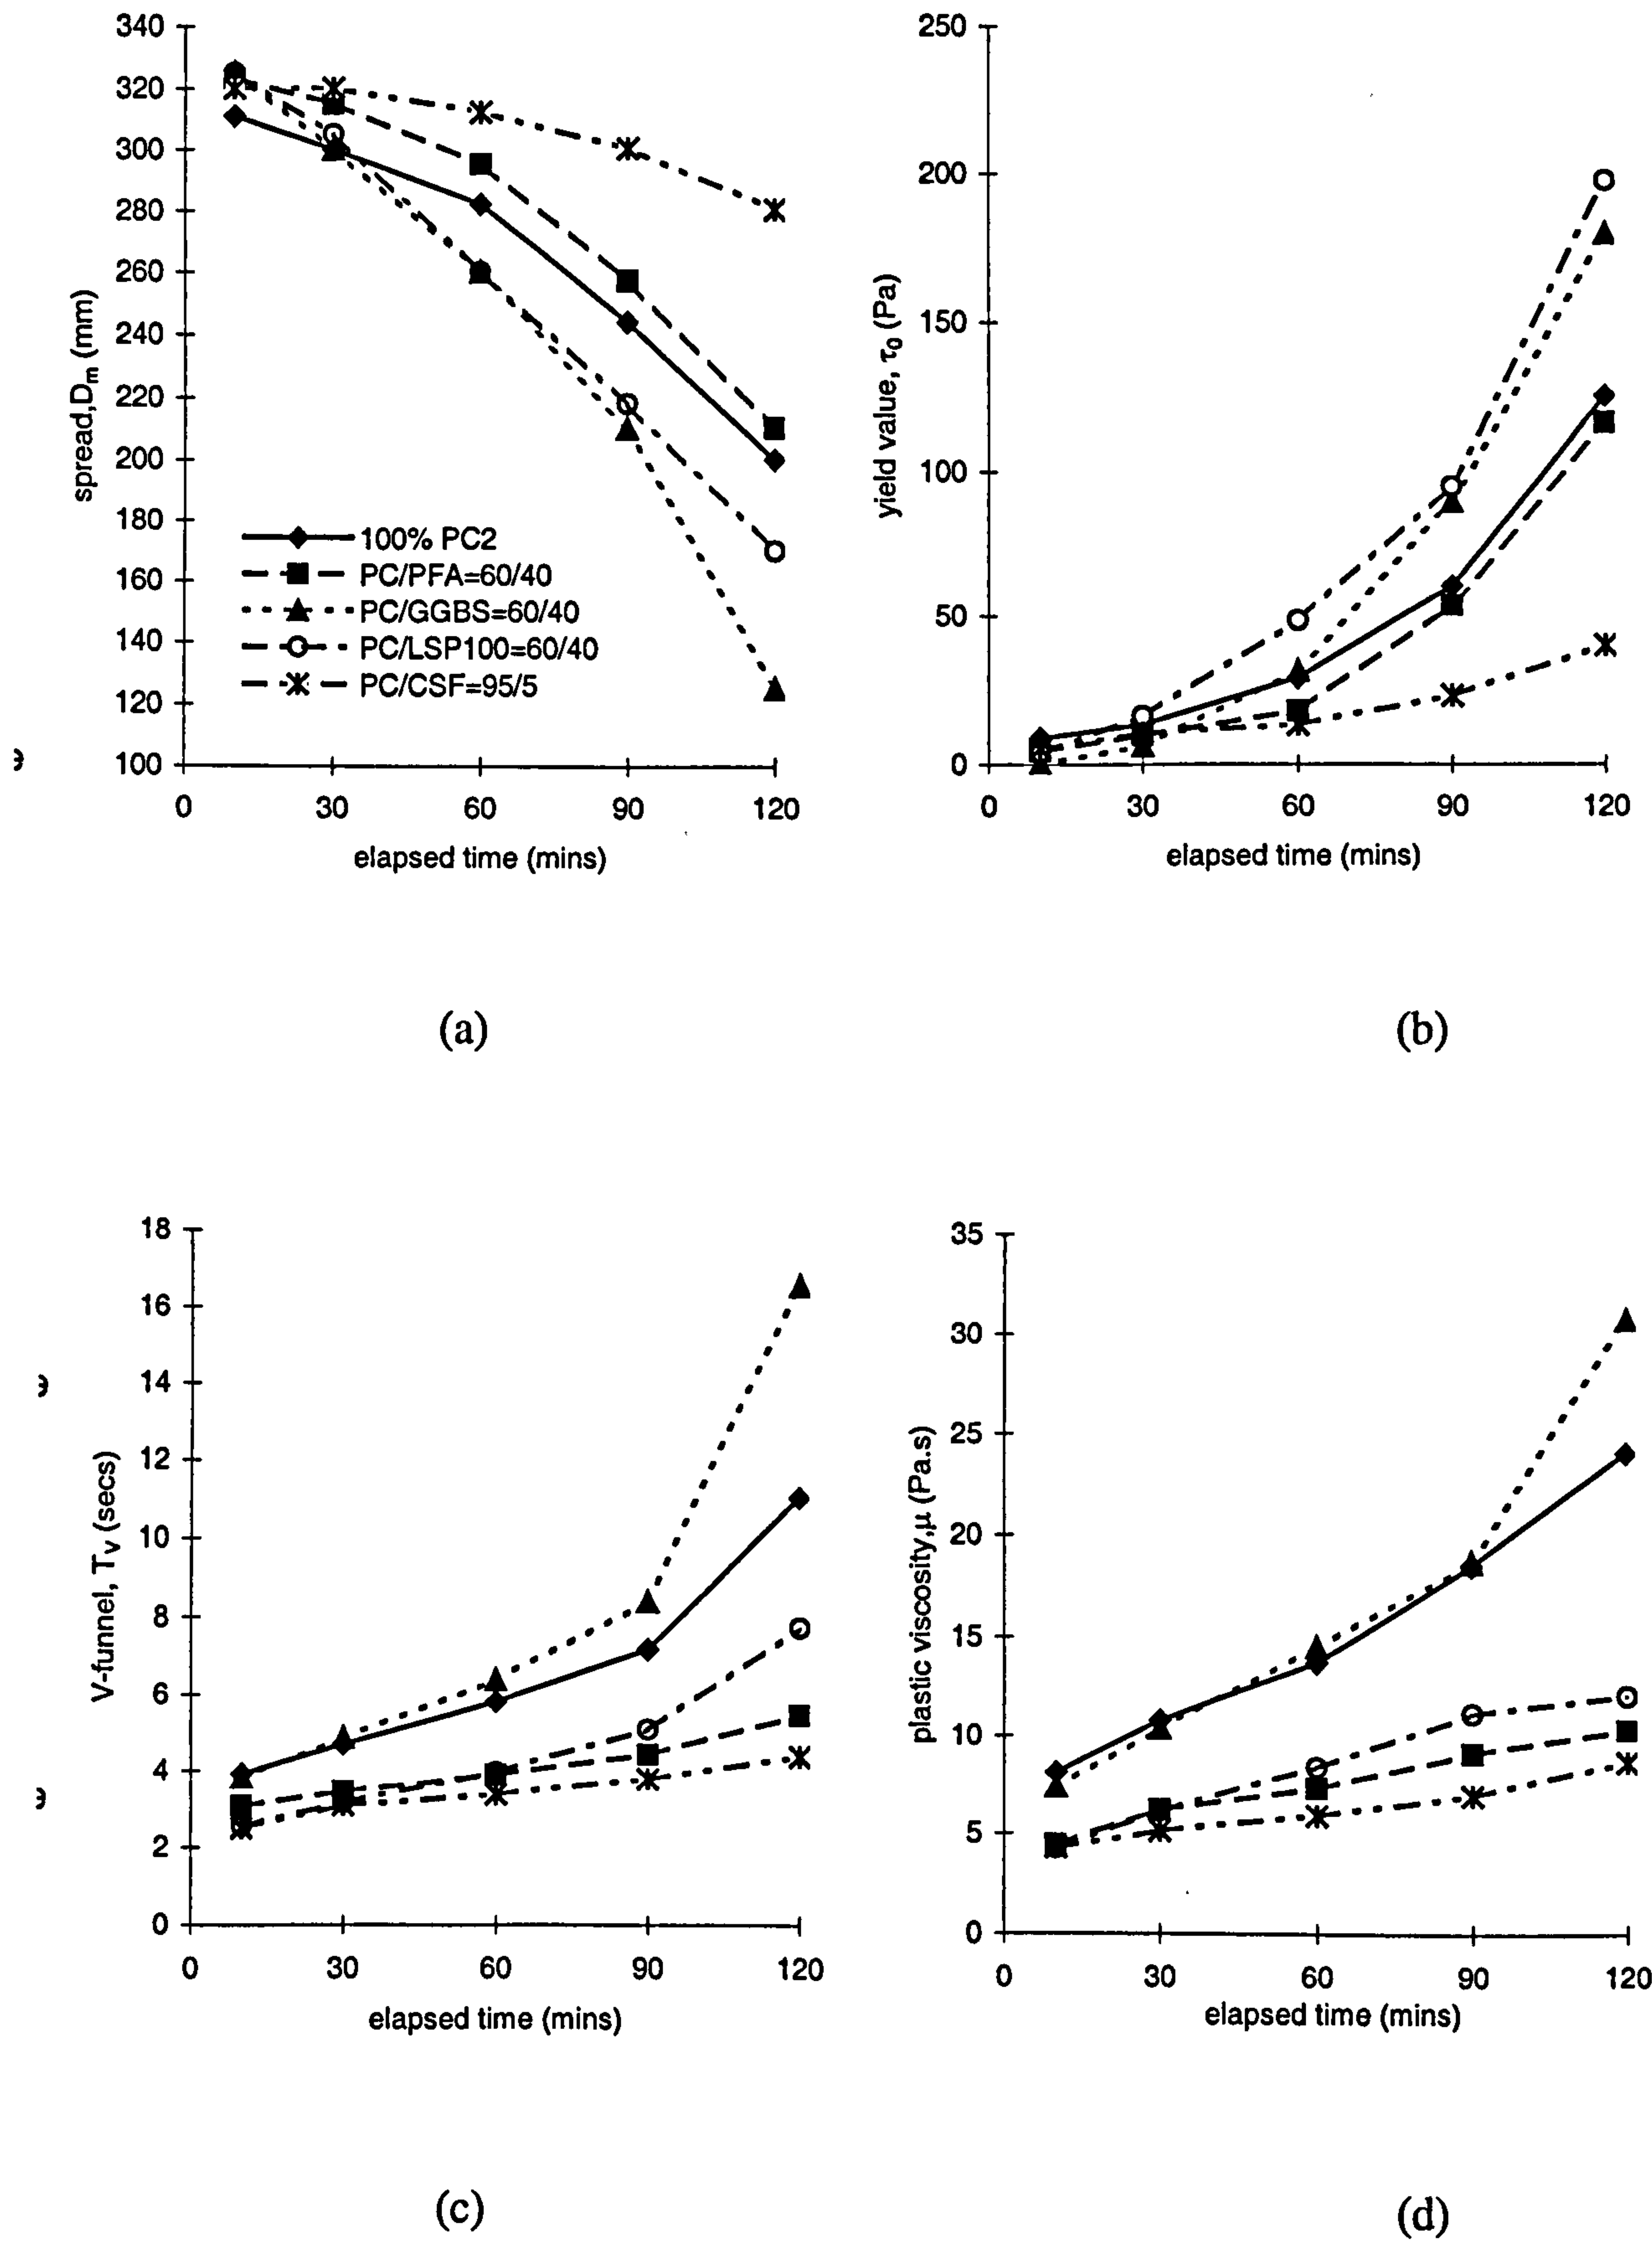 340
320
300
280
260
240
220
200
180
160
140
120
100
spread,Dm (mm)
100% PC2
PC/PFA=60/40
PC/GGBS=60/40
PC/LSP100=60/40
PC/CSF=95/5
0 30 60 90 120
elapsed time (mins)
(a)
250
200
150
100
50
0
yield value, τ0 (Pa)
0 30 60 90 120
elapsed time (mins)
(b)
18
16
14
12
10
8
6
4
2
0
V-funnel, TV (secs)
0 30 60 90 120
elapsed time (mins)
(c)
35
30
25
20
15
10
5
0
plastic viscosity,μ (Pa.s)
0 30 60 90 120
elapsed time (mins)
(d)